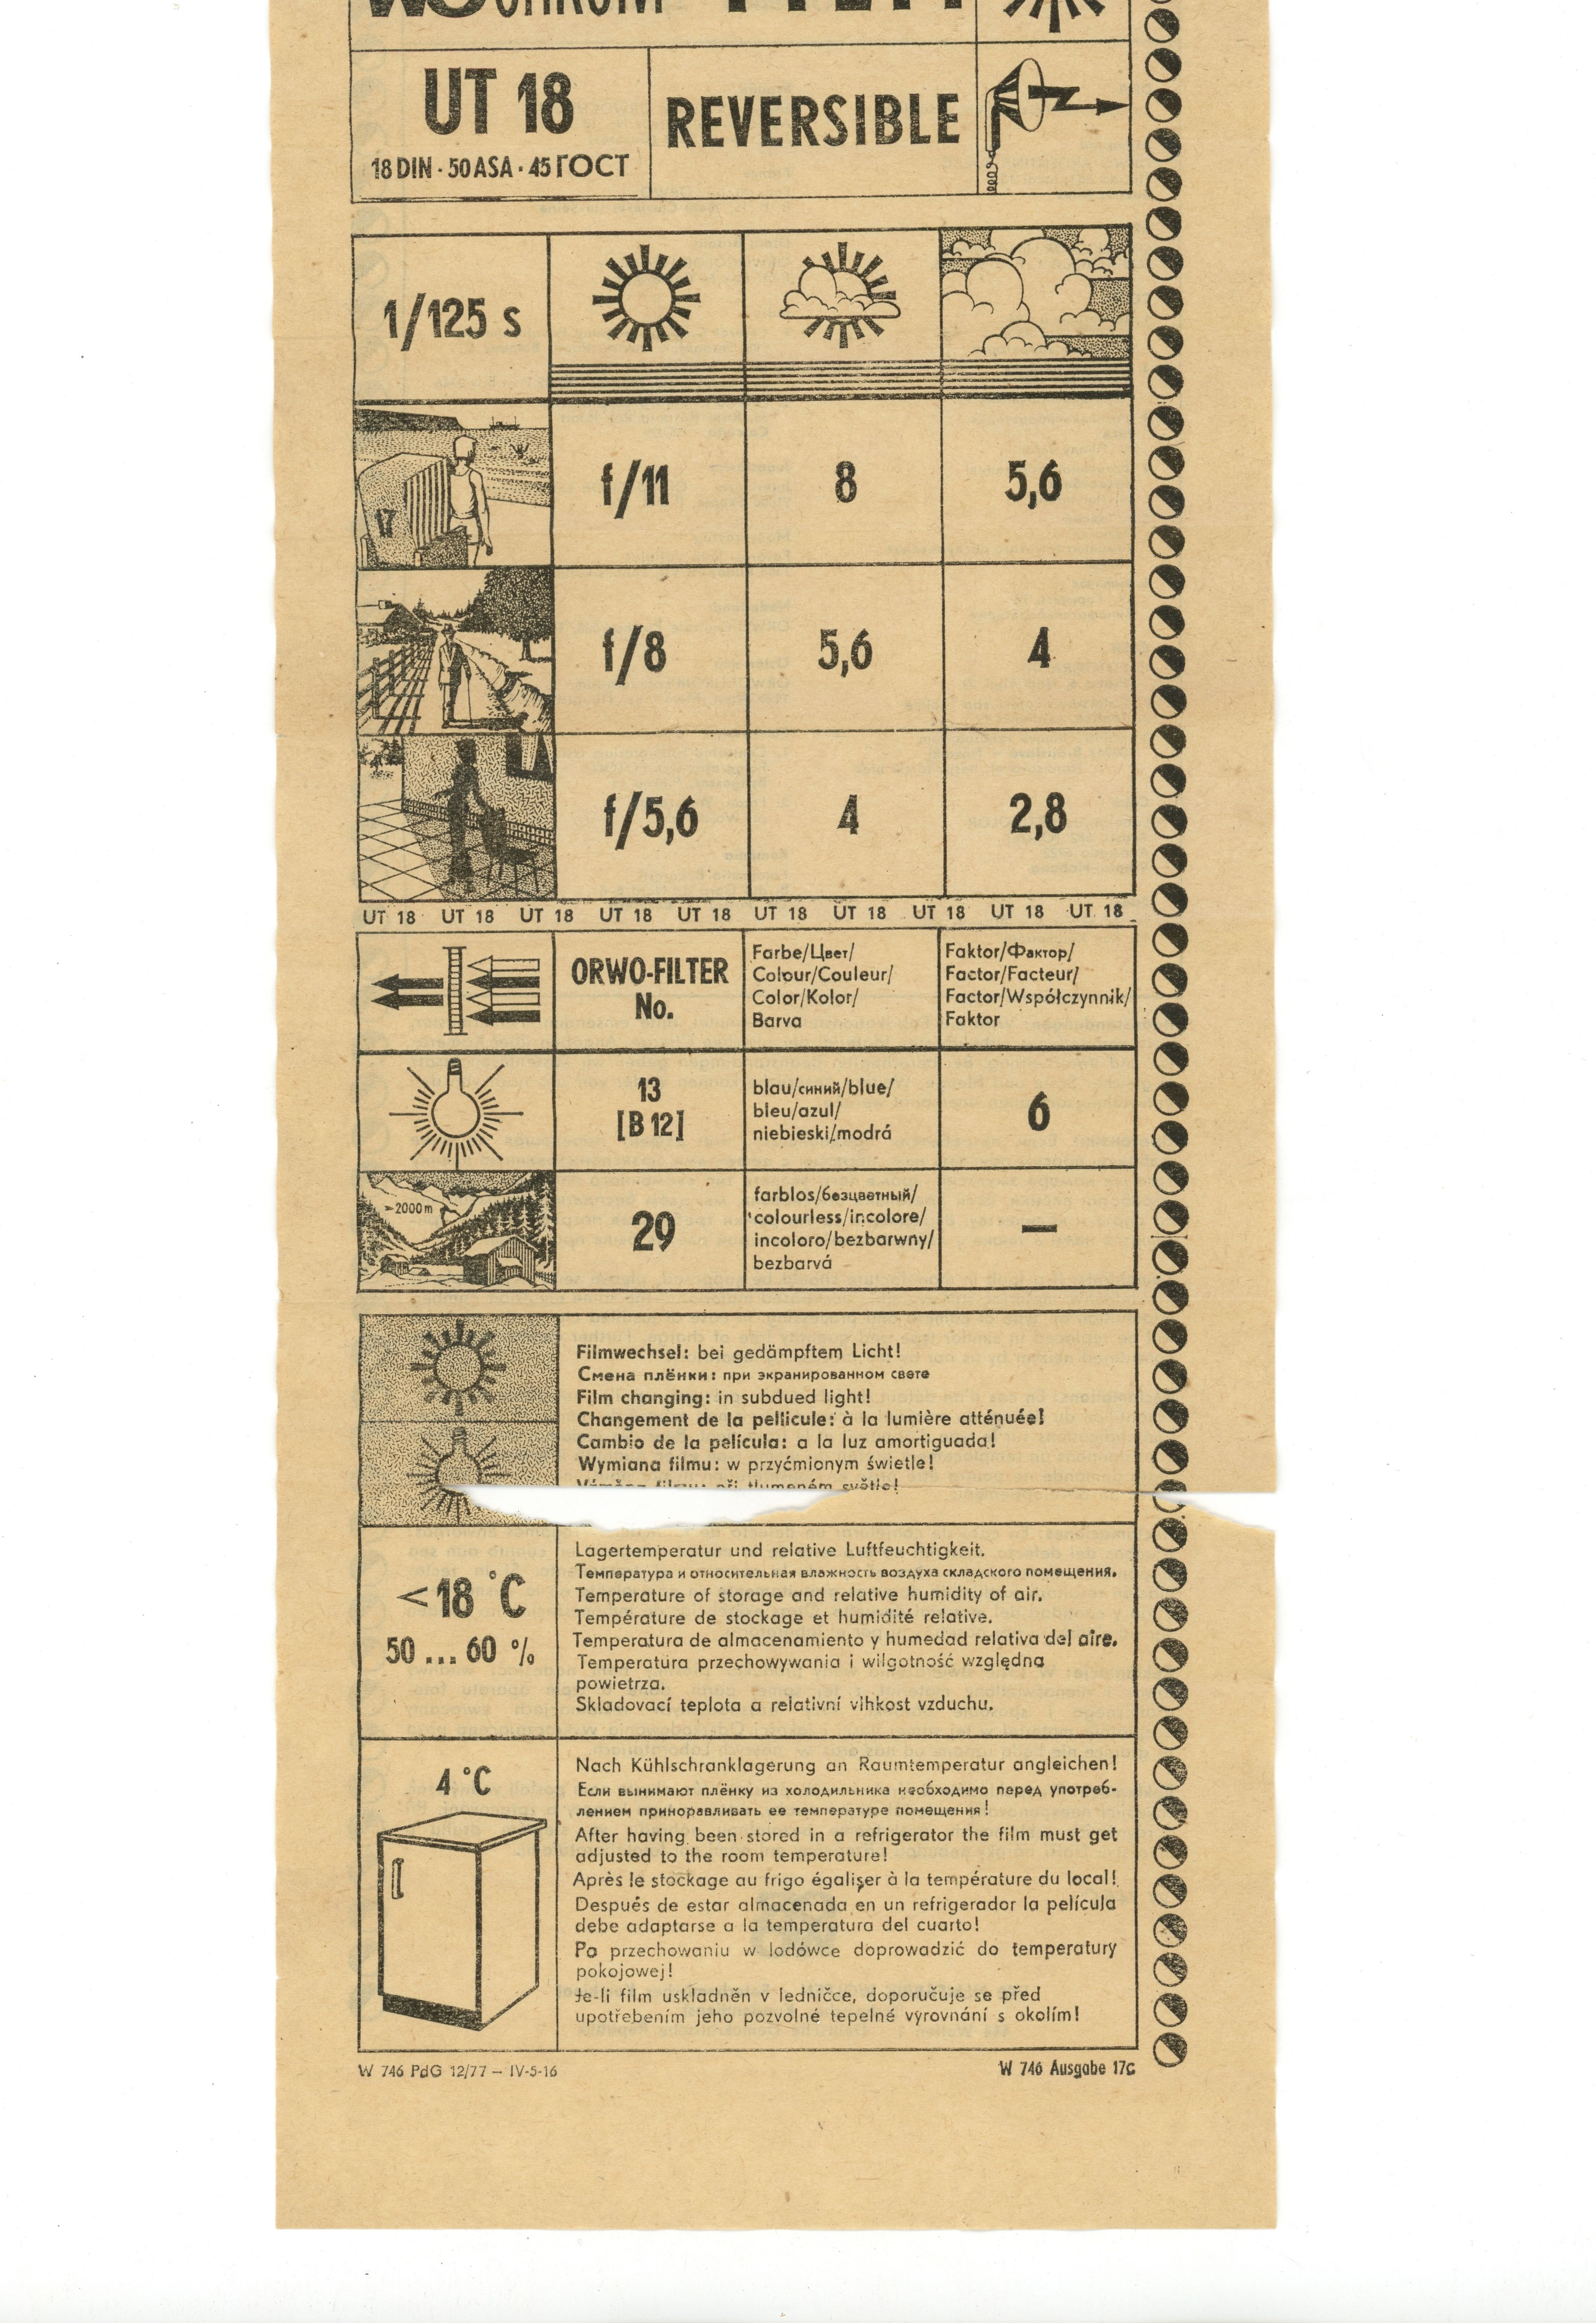 UT 18
18 DIN · 50 ASA · 45 ГОСТ
REVERSIBLE
1/125 s
17
f/11 8 5,6
f/8 5,6 4
f/5,6 4 2,8
UT 18 UT 18 UT 18 UT 18 UT 18 UT 18 UT 18 UT 18 UT 18 UT 18
ORWO-FILTER
No.
Farbe/Цвет/
Colour/Couleur/
Color/Kolor/
Barva
Faktor/Фактор/
Factor/Facteur/
Factor/Współczynnik/
Faktor
13
[B 12]
blau/синий/blue/
bleu/azul/
niebieski/modrá
6
>2000 m
29
farblos/безцветный/
colourless/incolore/
incoloro/bezbarwny/
bezbarvá
—
Filmwechsel: bei gedämpftem Licht!
Смена плёнки: при экранированном свете
Film changing: in subdued light!
Changement de la pellicule: à la lumière atténuée!
Cambio de la película: a la luz amortiguada!
Wymiana filmu: w przyćmionym świetle!
Výměna filmu: při tlumeném světle!
<18 °C
50 ... 60 %
Lagertemperatur und relative Luftfeuchtigkeit.
Температура и относительная влажность воздуха складского помещения.
Temperature of storage and relative humidity of air.
Température de stockage et humidité relative.
Temperatura de almacenamiento y humedad relativa del aire.
Temperatura przechowywania i wilgotność względna
powietrza.
Skladovací teplota a relativní vlhkost vzduchu.
4 °C
Nach Kühlschranklagerung an Raumtemperatur angleichen!
Если вынимают плёнку из холодильника необходимо перед употреб-
лением приноравливать ее температуре помещения!
After having been stored in a refrigerator the film must get
adjusted to the room temperature!
Après le stockage au frigo égaliser à la température du local!
Después de estar almacenada en un refrigerador la película
debe adaptarse a la temperatura del cuarto!
Po przechowaniu w lodówce doprowadzić do temperatury
pokojowej!
Je-li film uskladněn v ledničce, doporučuje se před
upotřebením jeho pozvolné tepelné vyrovnání s okolím!
W 746 PdG 12/77 — IV-5-16
W 746 Ausgabe 17c